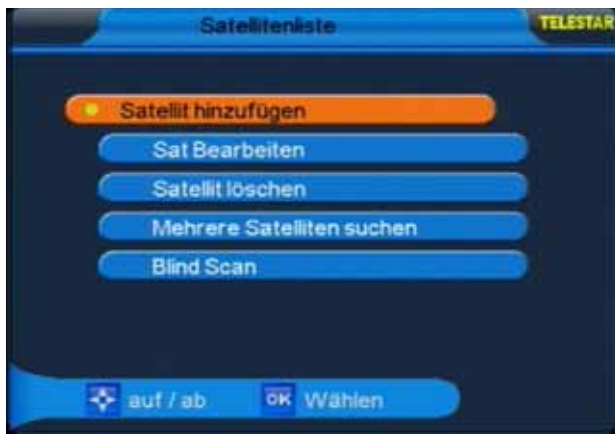 Satellitenliste TELESTAR
Satellit hinzufügen
Sat Bearbeiten
Satellit löschen
Mehrere Satelliten suchen
Blind Scan
auf / ab OK Wählen